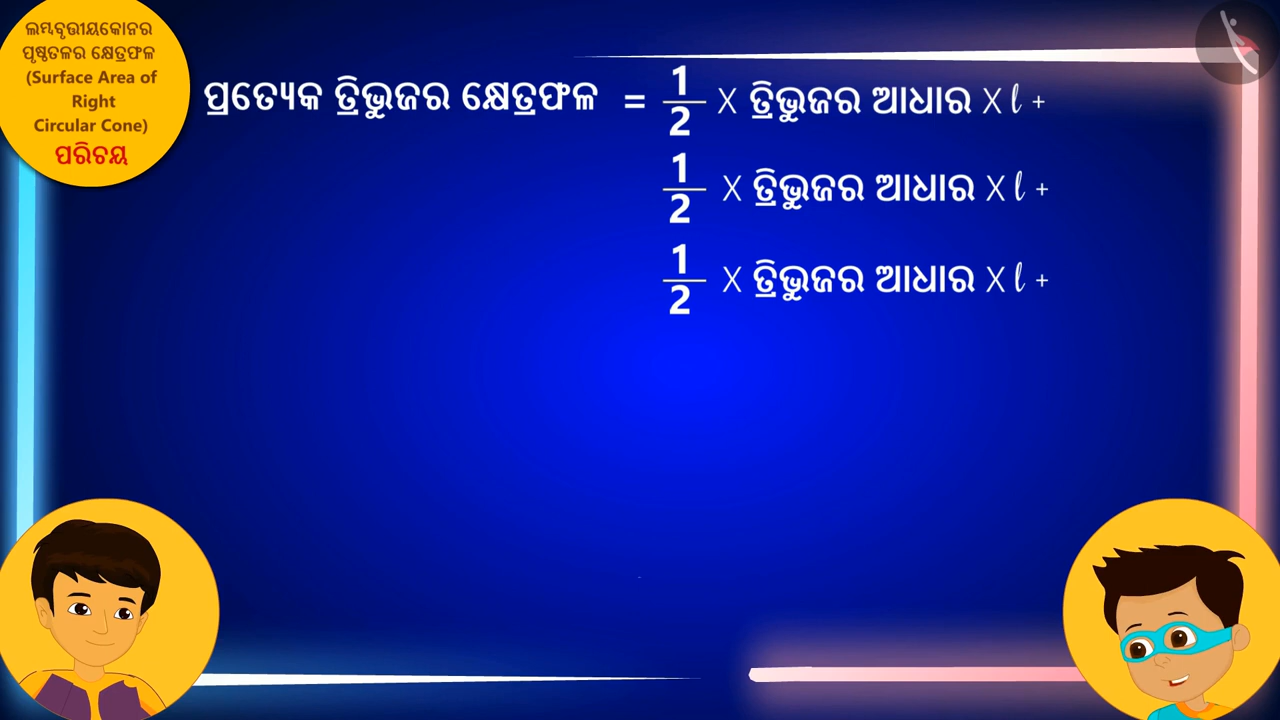 ଲମ୍ବବୃତ୍ତୀୟକୋନର
ପୃଷ୍ଠତଳର କ୍ଷେତ୍ରଫଳ
(Surface Area of
Right
Circular Cone)
ପରିଚୟ
ପ୍ରତ୍ୟେକ ତ୍ରିଭୁଜର କ୍ଷେତ୍ରଫଳ = 1/2 X ତ୍ରିଭୁଜର ଆଧାର X ℓ +
1/2 X ତ୍ରିଭୁଜର ଆଧାର X ℓ +
1/2 X ତ୍ରିଭୁଜର ଆଧାର X ℓ +